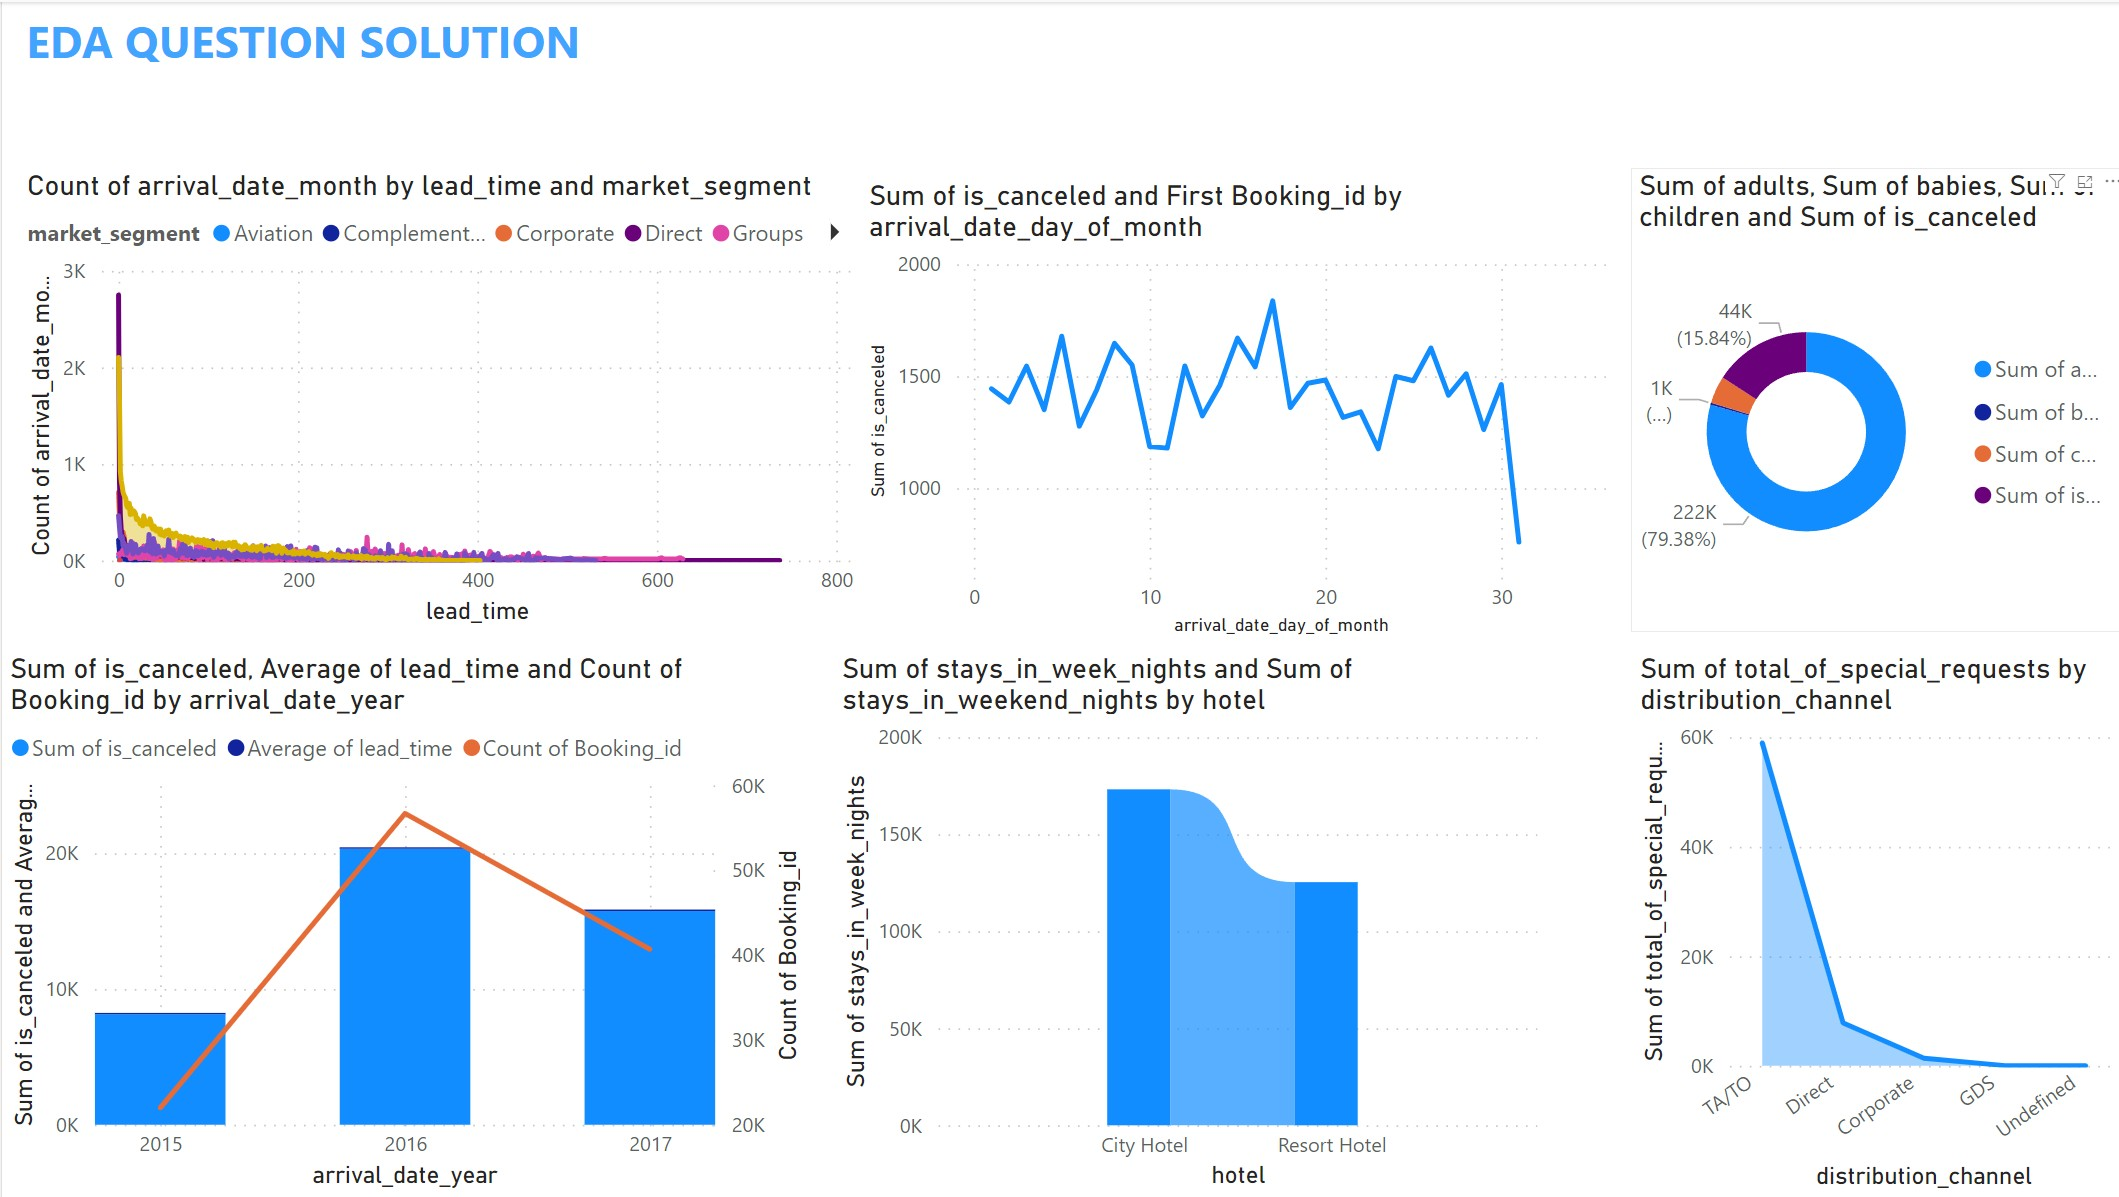 EDA QUESTION SOLUTION
Count of arrival_date_month by lead_time and market_segment
market_segment Aviation Complement... Corporate Direct Groups
Count of arrival_date_mo...
3K
2K
1K
0K
0 200 400 600 800
lead_time
Sum of is_canceled and First Booking_id by
arrival_date_day_of_month
Sum of is_canceled
2000
1500
1000
0 10 20 30
arrival_date_day_of_month
Sum of adults, Sum of babies, Sum of
children and Sum of is_canceled
44K
(15.84%)
1K
(...)
222K
(79.38%)
Sum of a...
Sum of b...
Sum of c...
Sum of is...
Sum of is_canceled, Average of lead_time and Count of
Booking_id by arrival_date_year
Sum of is_canceled Average of lead_time Count of Booking_id
Sum of is_canceled and Averag...
20K
10K
0K
60K
50K
40K
30K
20K
Count of Booking_id
2015 2016 2017
arrival_date_year
Sum of stays_in_week_nights and Sum of
stays_in_weekend_nights by hotel
Sum of stays_in_week_nights
200K
150K
100K
50K
0K
City Hotel Resort Hotel
hotel
Sum of total_of_special_requests by
distribution_channel
Sum of total_of_special_requ...
60K
40K
20K
0K
TA/TO Direct Corporate GDS Undefined
distribution_channel